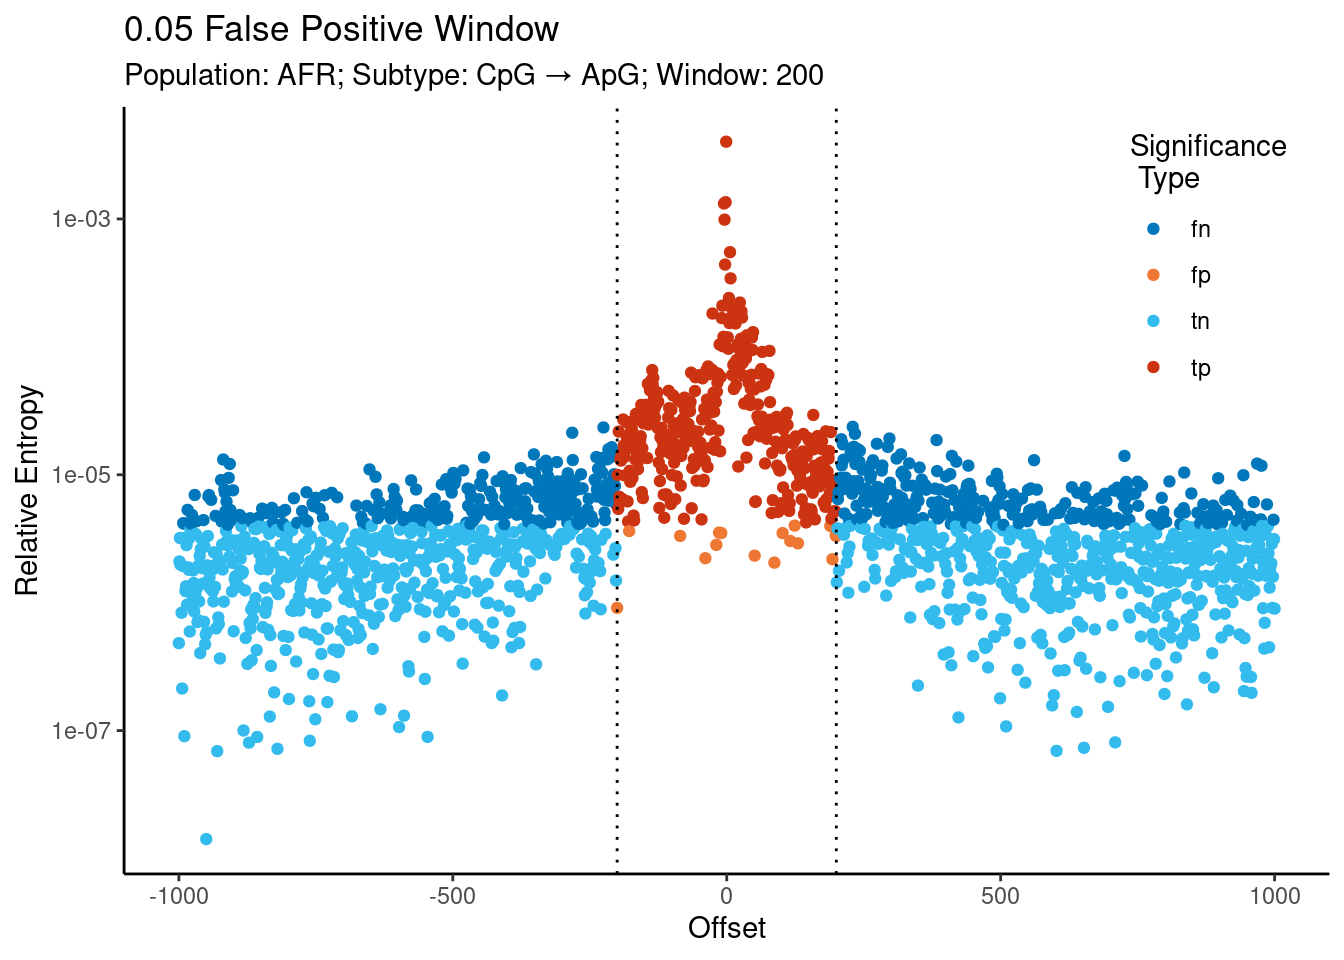 0.05 False Positive Window
Population: AFR; Subtype: CpG → ApG; Window: 200
Significance
Type
fn
fp
tn
tp
1e-03
1e-05
1e-07
Relative Entropy
-1000
-500
0
500
1000
Offset